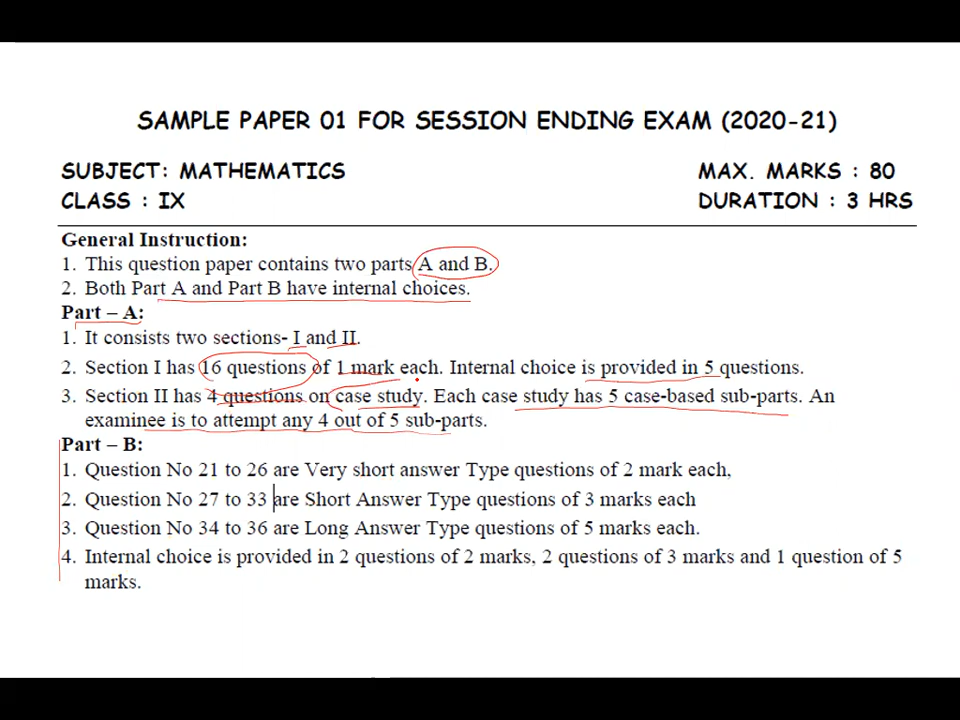 SAMPLE PAPER 01 FOR SESSION ENDING EXAM (2020-21)
SUBJECT: MATHEMATICS MAX. MARKS : 80
CLASS : IX DURATION : 3 HRS
General Instruction:
1. This question paper contains two parts A and B.
2. Both Part A and Part B have internal choices.
Part – A:
1. It consists two sections- I and II.
2. Section I has 16 questions of 1 mark each. Internal choice is provided in 5 questions.
3. Section II has 4 questions on case study. Each case study has 5 case-based sub-parts. An
examinee is to attempt any 4 out of 5 sub-parts.
Part – B:
1. Question No 21 to 26 are Very short answer Type questions of 2 mark each,
2. Question No 27 to 33 are Short Answer Type questions of 3 marks each
3. Question No 34 to 36 are Long Answer Type questions of 5 marks each.
4. Internal choice is provided in 2 questions of 2 marks, 2 questions of 3 marks and 1 question of 5
marks.